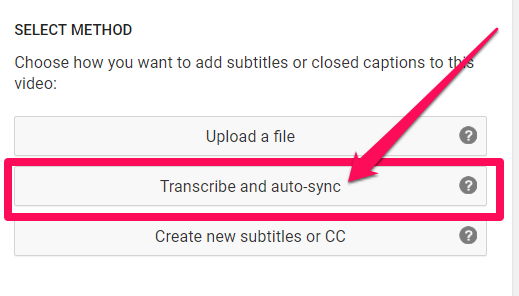 SELECT METHOD
Choose how you want to add subtitles or closed captions to this
video:
Upload a file ?
Transcribe and auto-sync ?
Create new subtitles or CC ?